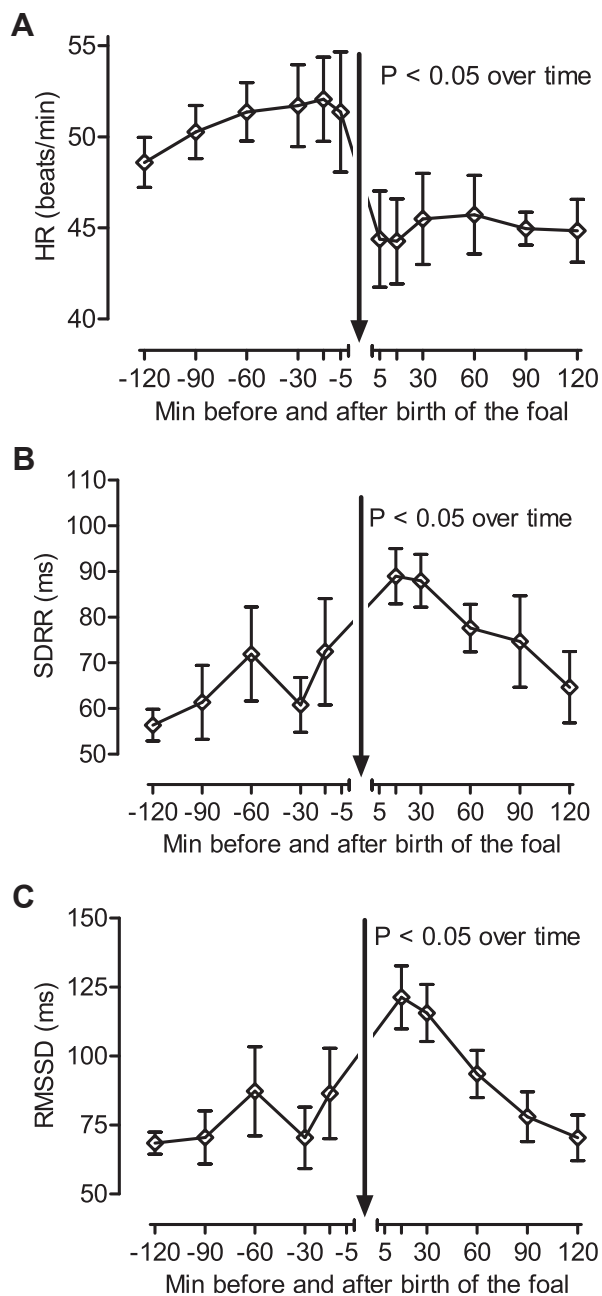 A
55
50
45
40
HR (beats/min)
P < 0.05 over time
-120 -90 -60 -30 -5 5 30 60 90 120
Min before and after birth of the foal
B
110
100
90
80
70
60
50
SDRR (ms)
P < 0.05 over time
-120 -90 -60 -30 -5 5 30 60 90 120
Min before and after birth of the foal
C
150
125
100
75
50
RMSSD (ms)
P < 0.05 over time
-120 -90 -60 -30 -5 5 30 60 90 120
Min before and after birth of the foal